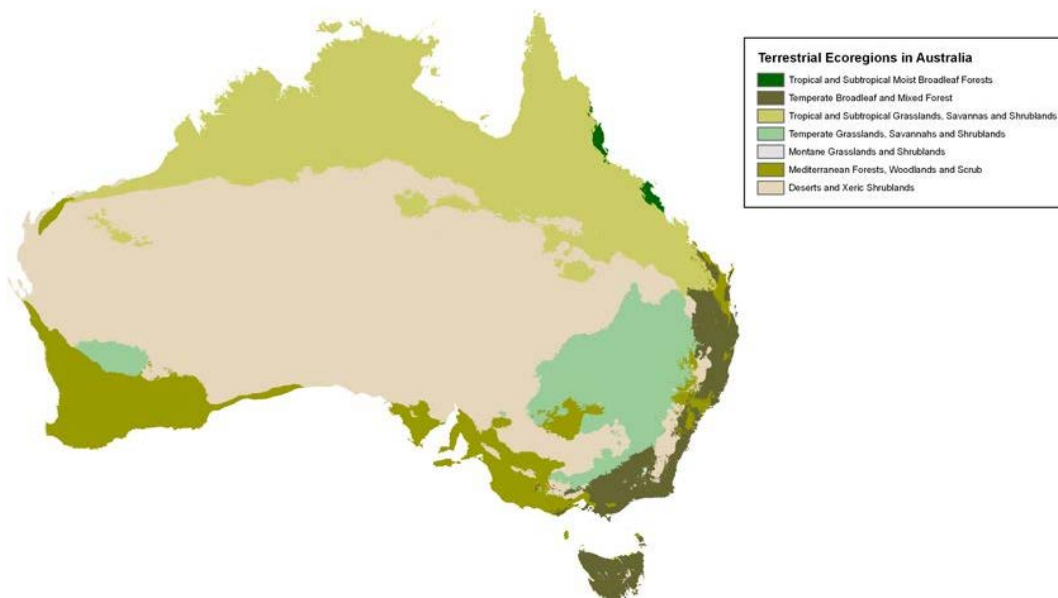 Terrestrial Ecoregions in Australia
Tropical and Subtropical Moist Broadleaf Forests
Temperate Broadleaf and Mixed Forest
Tropical and Subtropical Grasslands, Savannas and Shrublands
Temperate Grasslands, Savannahs and Shrublands
Montane Grasslands and Shrublands
Mediterranean Forests, Woodlands and Scrub
Deserts and Xeric Shrublands